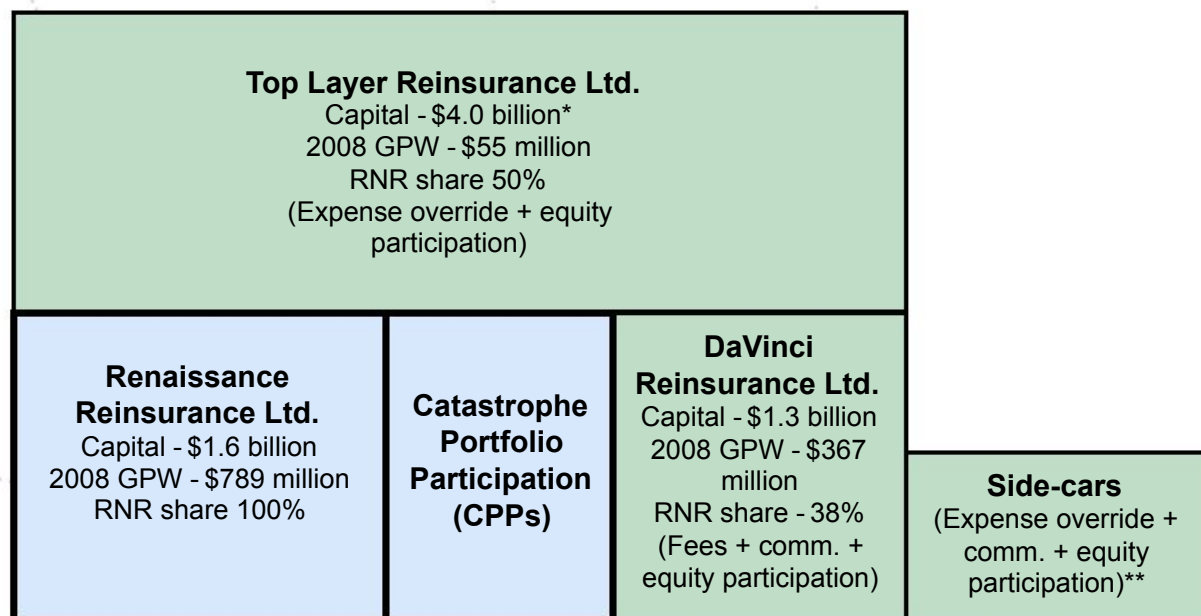 Top Layer Reinsurance Ltd.
Capital - $4.0 billion*
2008 GPW - $55 million
RNR share 50%
(Expense override + equity
participation)
Renaissance
Reinsurance Ltd.
Capital - $1.6 billion
2008 GPW - $789 million
RNR share 100%
Catastrophe
Portfolio
Participation
(CPPs)
DaVinci
Reinsurance Ltd.
Capital - $1.3 billion
2008 GPW - $367
million
RNR share - 38%
(Fees + comm. +
equity participation)
Side-cars
(Expense override +
comm. + equity
participation)**